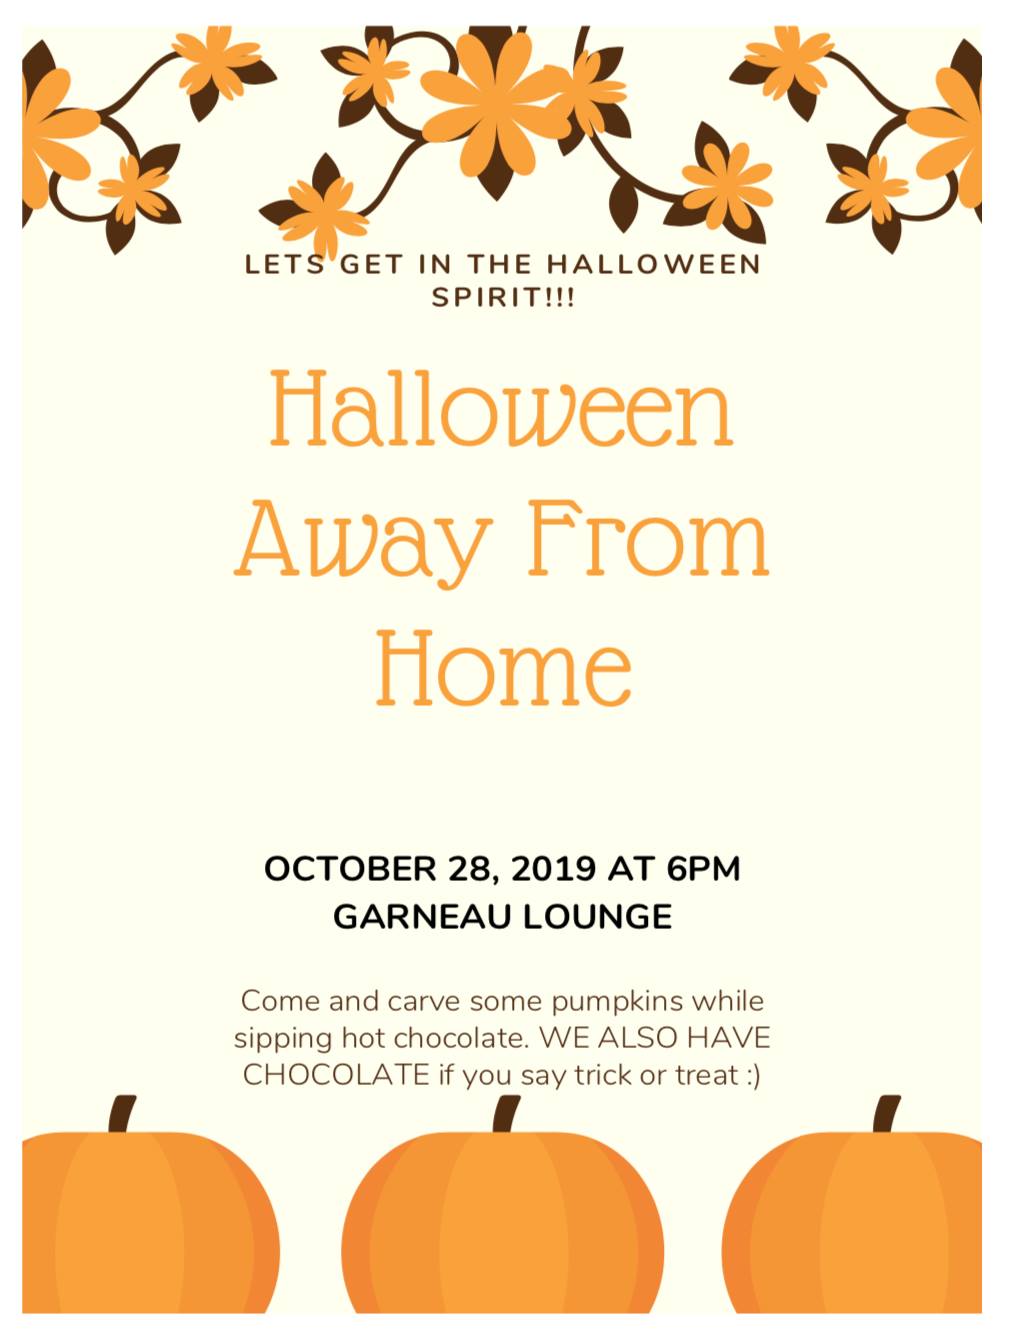 LETS GET IN THE HALLOWEEN
SPIRIT!!!
Halloween
Away From
Home
OCTOBER 28, 2019 AT 6PM
GARNEAU LOUNGE
Come and carve some pumpkins while
sipping hot chocolate. WE ALSO HAVE
CHOCOLATE if you say trick or treat :)